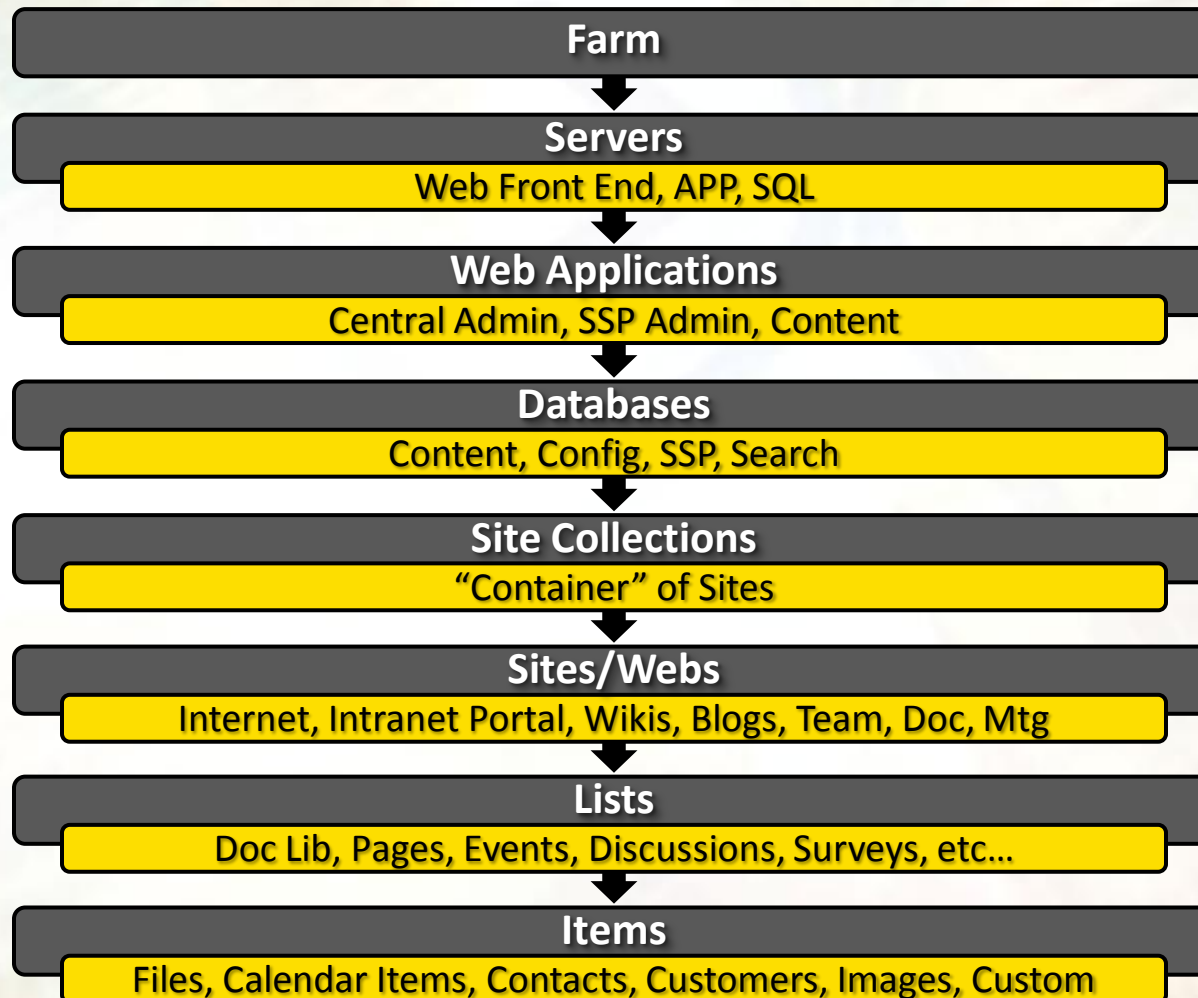 Farm
Servers
Web Front End, APP, SQL
Web Applications
Central Admin, SSP Admin, Content
Databases
Content, Config, SSP, Search
Site Collections
“Container” of Sites
Sites/Webs
Internet, Intranet Portal, Wikis, Blogs, Team, Doc, Mtg
Lists
Doc Lib, Pages, Events, Discussions, Surveys, etc…
Items
Files, Calendar Items, Contacts, Customers, Images, Custom